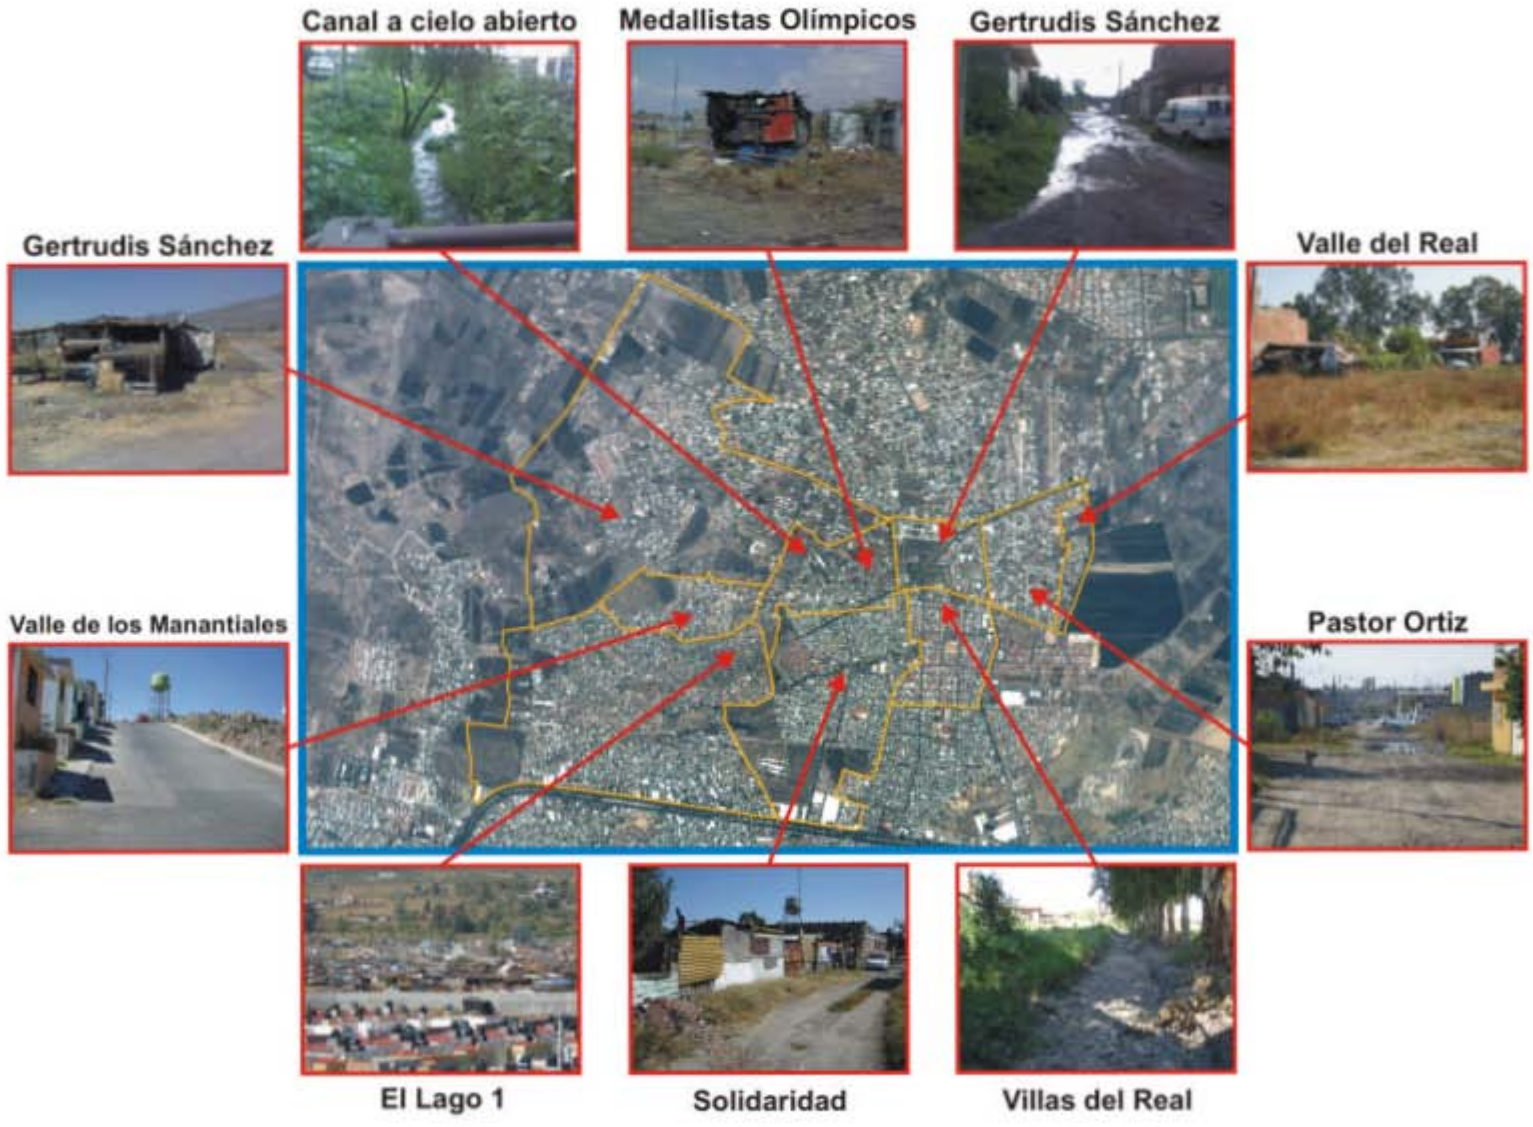 Canal a cielo abierto
Medallistas Olímpicos
Gertrudis Sánchez
Gertrudis Sánchez
Valle del Real
Valle de los Manantiales
Pastor Ortiz
El Lago 1
Solidaridad
Villas del Real